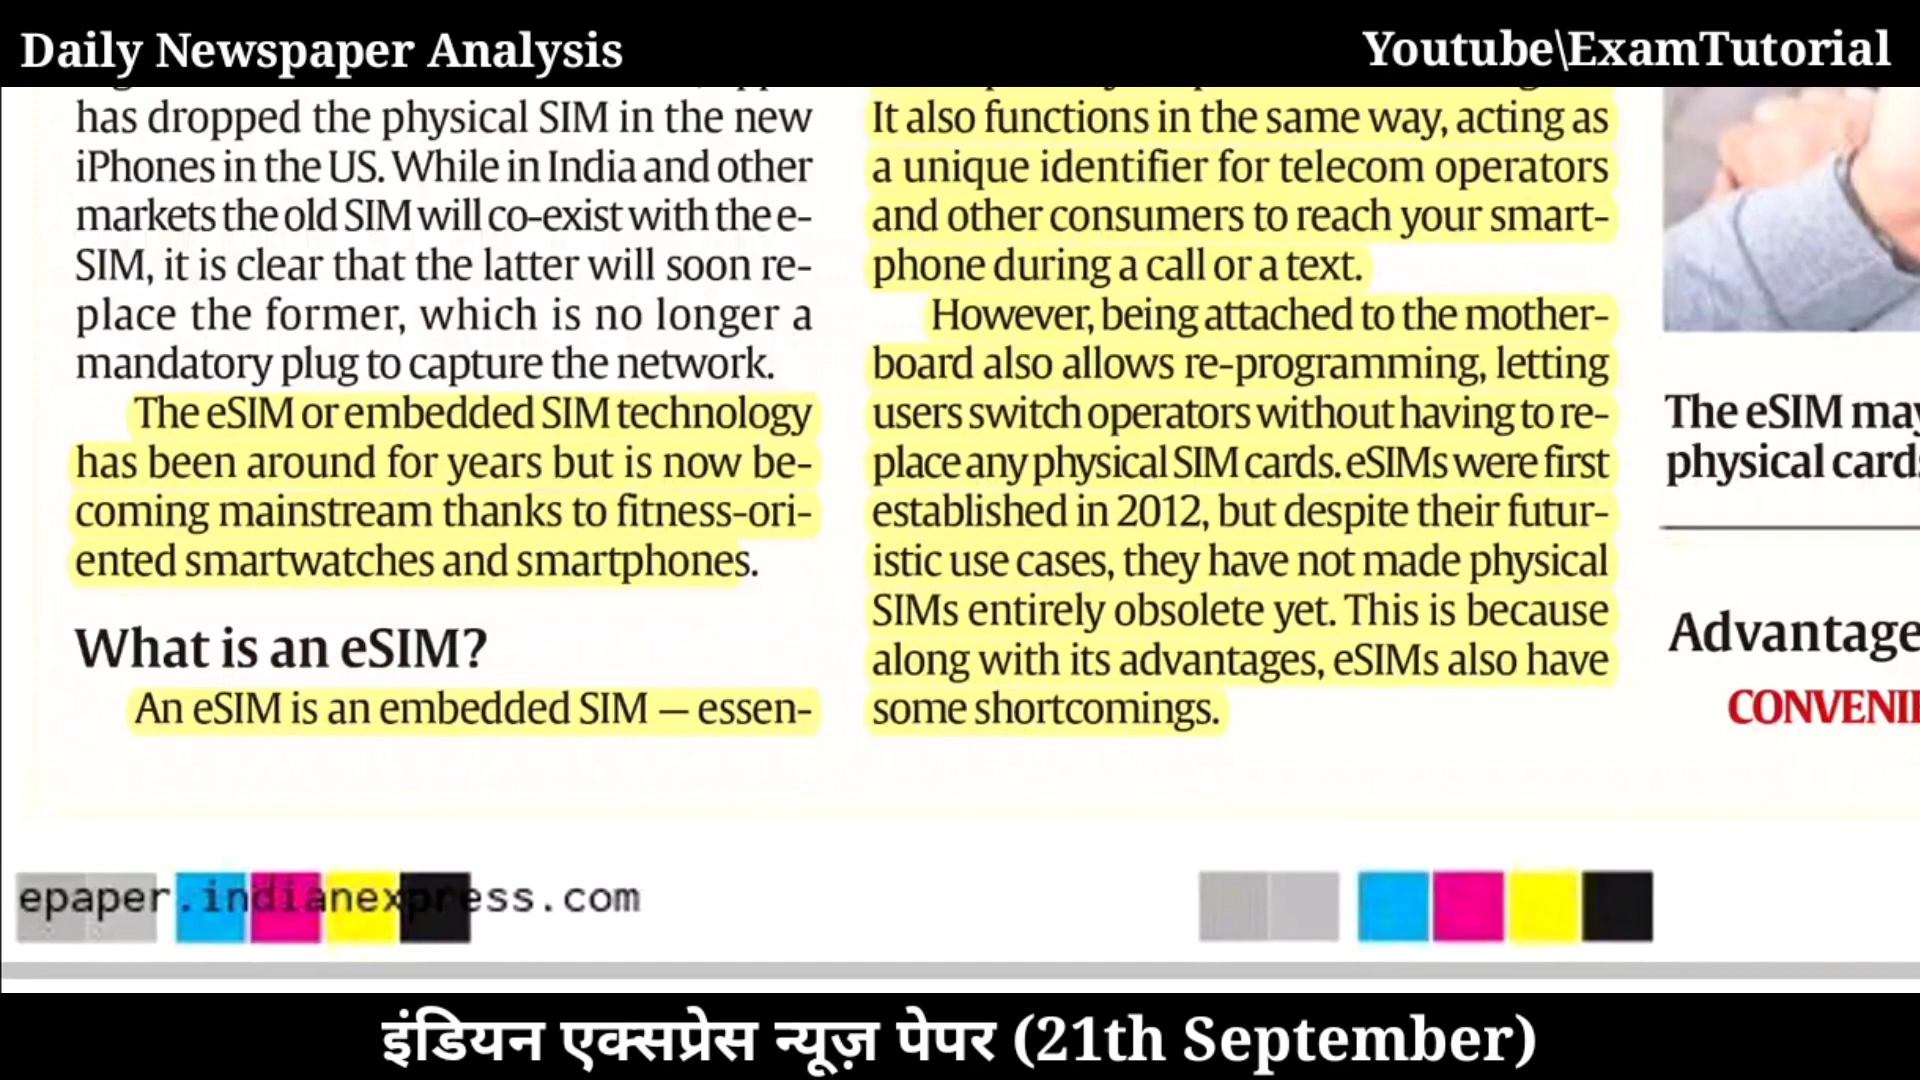 Daily Newspaper Analysis
Youtube\ExamTutorial
has dropped the physical SIM in the new
iPhones in the US. While in India and other
markets the old SIM will co-exist with the e-
SIM, it is clear that the latter will soon re-
place the former, which is no longer a
mandatory plug to capture the network.
The eSIM or embedded SIM technology
has been around for years but is now be-
coming mainstream thanks to fitness-ori-
ented smartwatches and smartphones.
What is an eSIM?
An eSIM is an embedded SIM — essen-
It also functions in the same way, acting as
a unique identifier for telecom operators
and other consumers to reach your smart-
phone during a call or a text.
However, being attached to the mother-
board also allows re-programming, letting
users switch operators without having to re-
place any physical SIM cards. eSIMs were first
established in 2012, but despite their futur-
istic use cases, they have not made physical
SIMs entirely obsolete yet. This is because
along with its advantages, eSIMs also have
some shortcomings.
The eSIM may
physical cards
Advantage
CONVENIE
epaper.indianexpress.com
इंडियन एक्सप्रेस न्यूज़ पेपर (21th September)